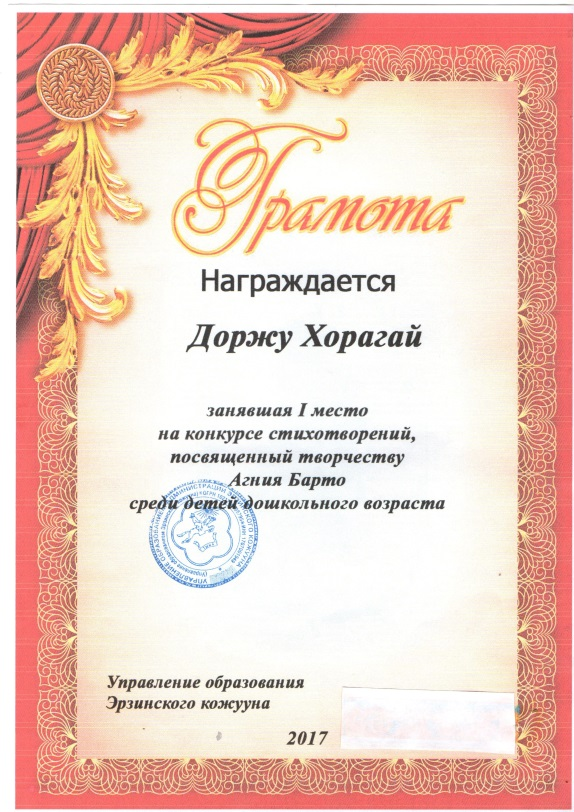 Грамота
Награждается
Доржу Хорагай
занявшая I место
на конкурсе стихотворений,
посвященный творчеству
Агния Барто
среди детей дошкольного возраста
Управление образования
Эрзинского кожууна
2017